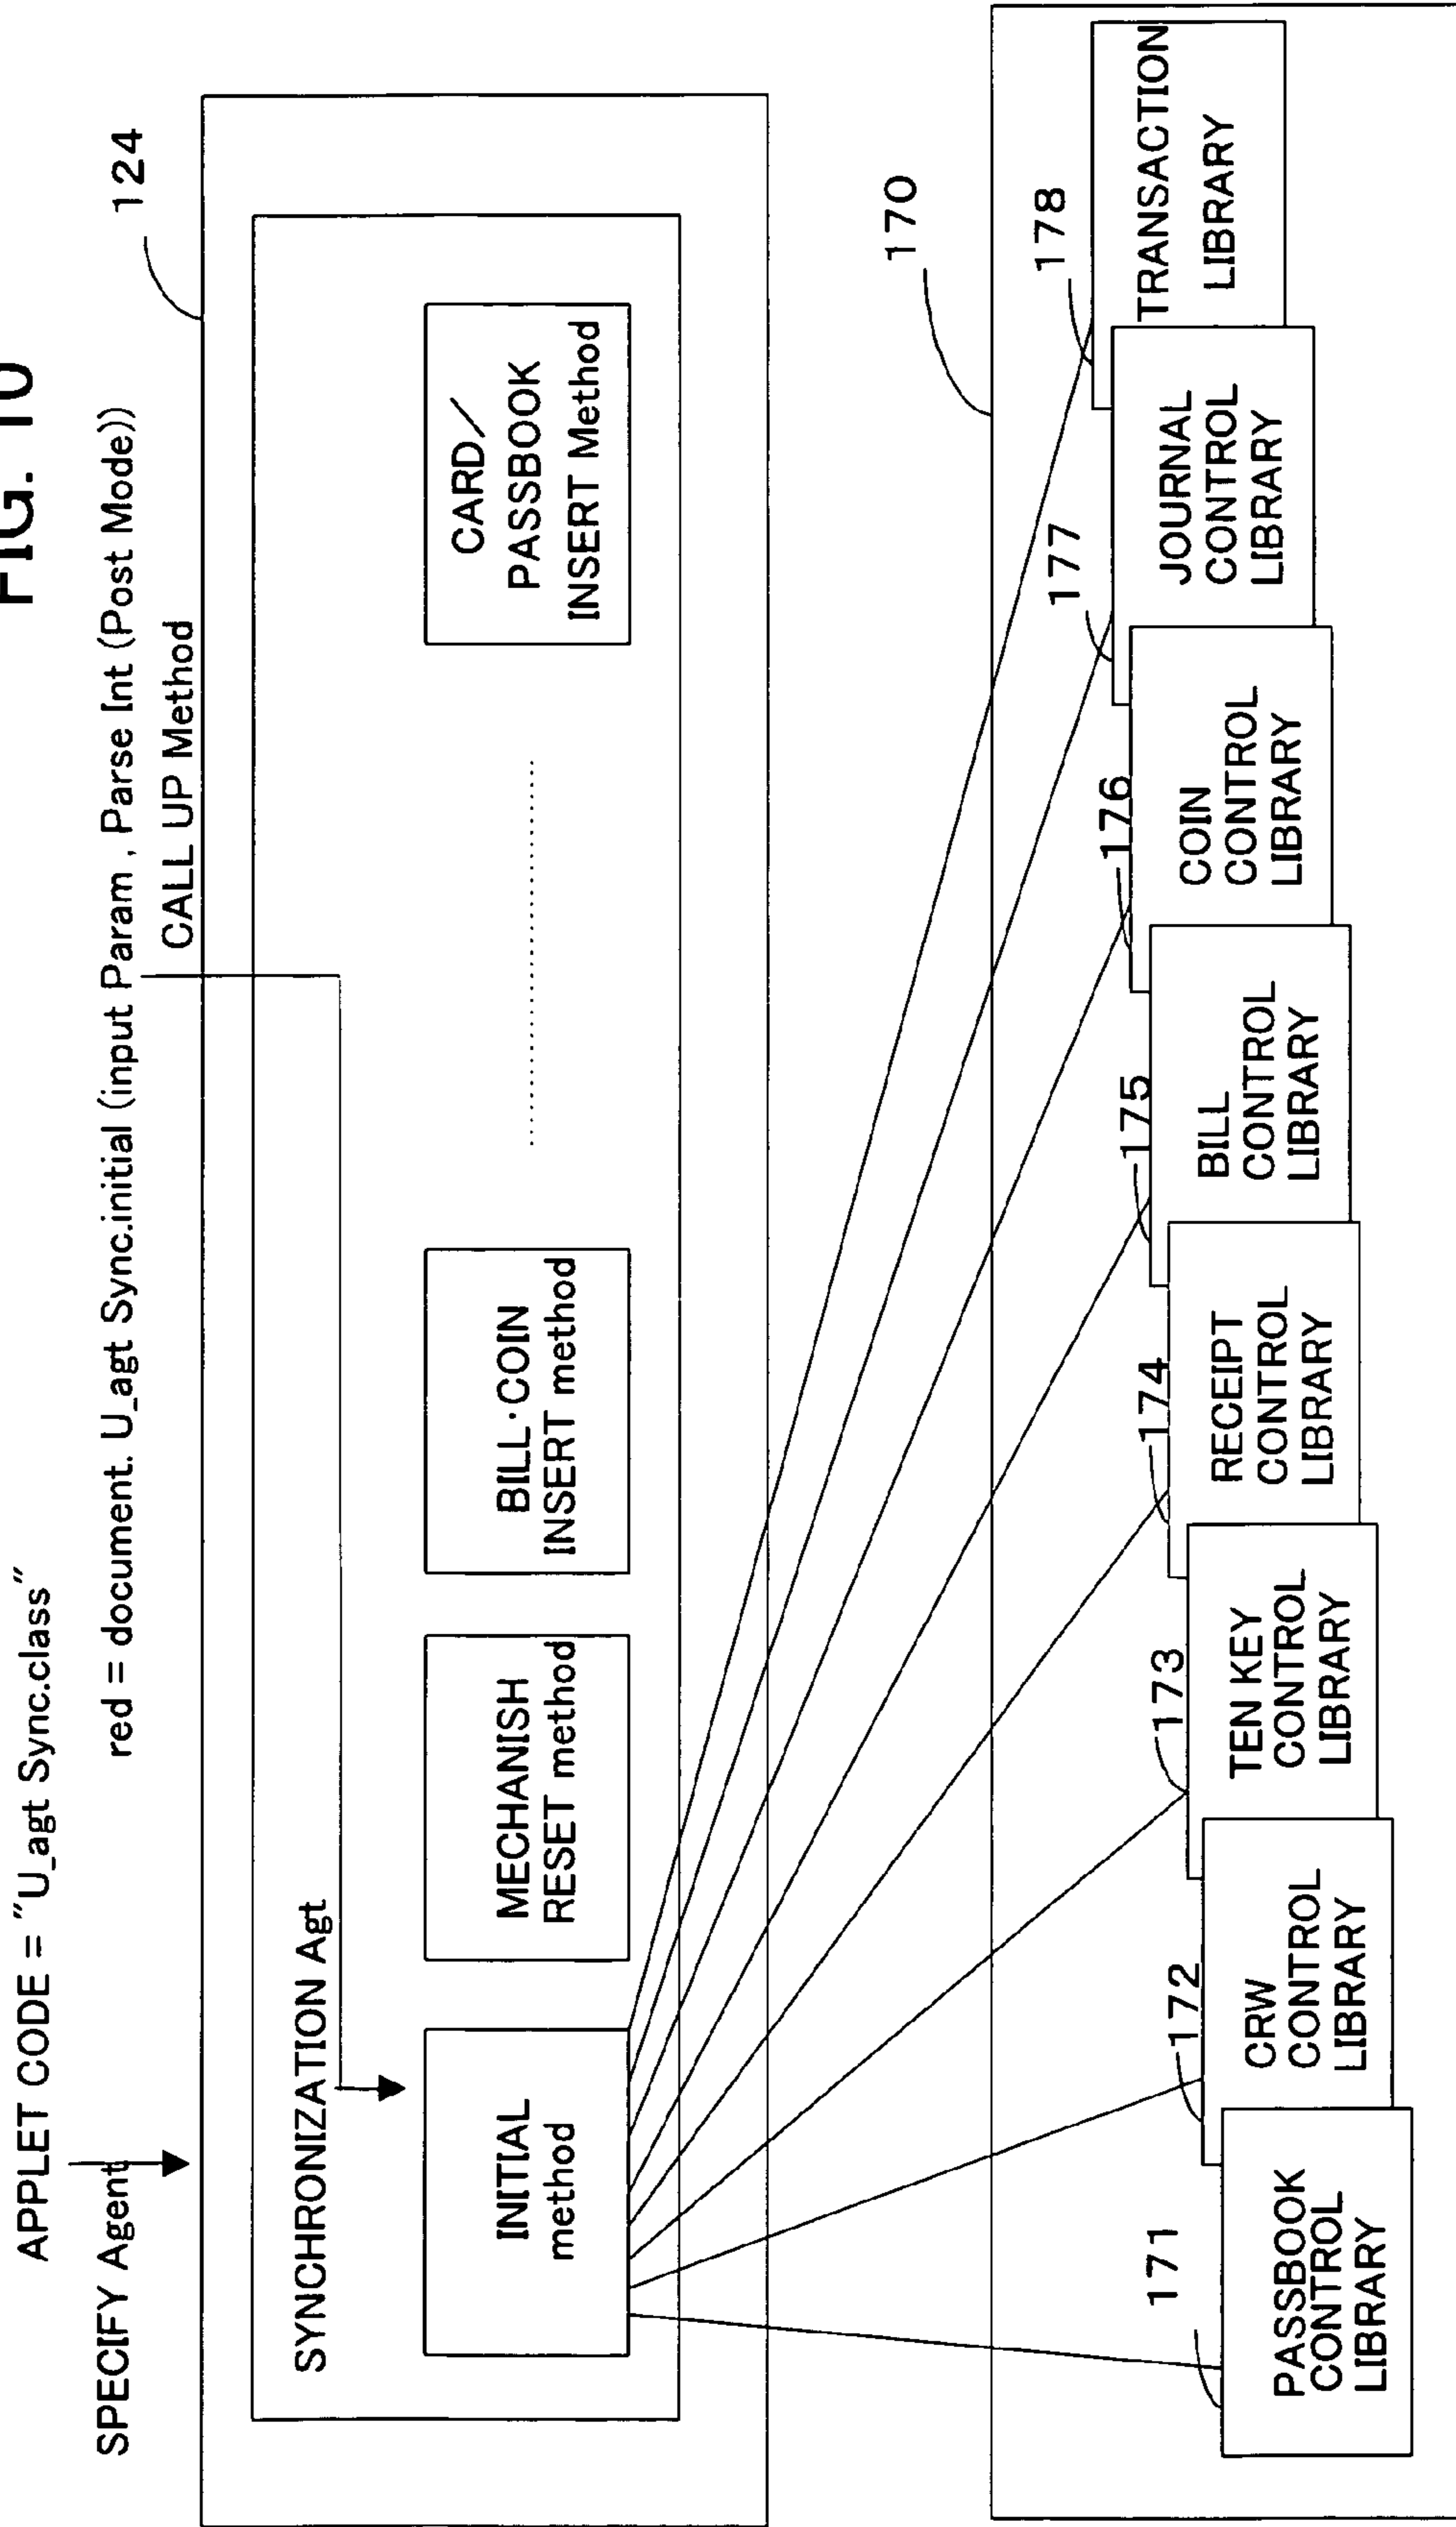 FIG. 10
APPLET CODE = "U_agt Sync.class"
SPECIFY Agent
red = document. U_agt Sync.initial (input Param , Parse Int (Post Mode))
CALL UP Method
124
SYNCHRONIZATION Agt
INITIAL
method
MECHANISH
RESET method
BILL·COIN
INSERT method
CARD/
PASSBOOK
INSERT Method
170
171
PASSBOOK
CONTROL
LIBRARY
172
CRW
CONTROL
LIBRARY
173
TEN KEY
CONTROL
LIBRARY
174
RECEIPT
CONTROL
LIBRARY
175
BILL
CONTROL
LIBRARY
176
COIN
CONTROL
LIBRARY
177
JOURNAL
CONTROL
LIBRARY
178
TRANSACTION
LIBRARY